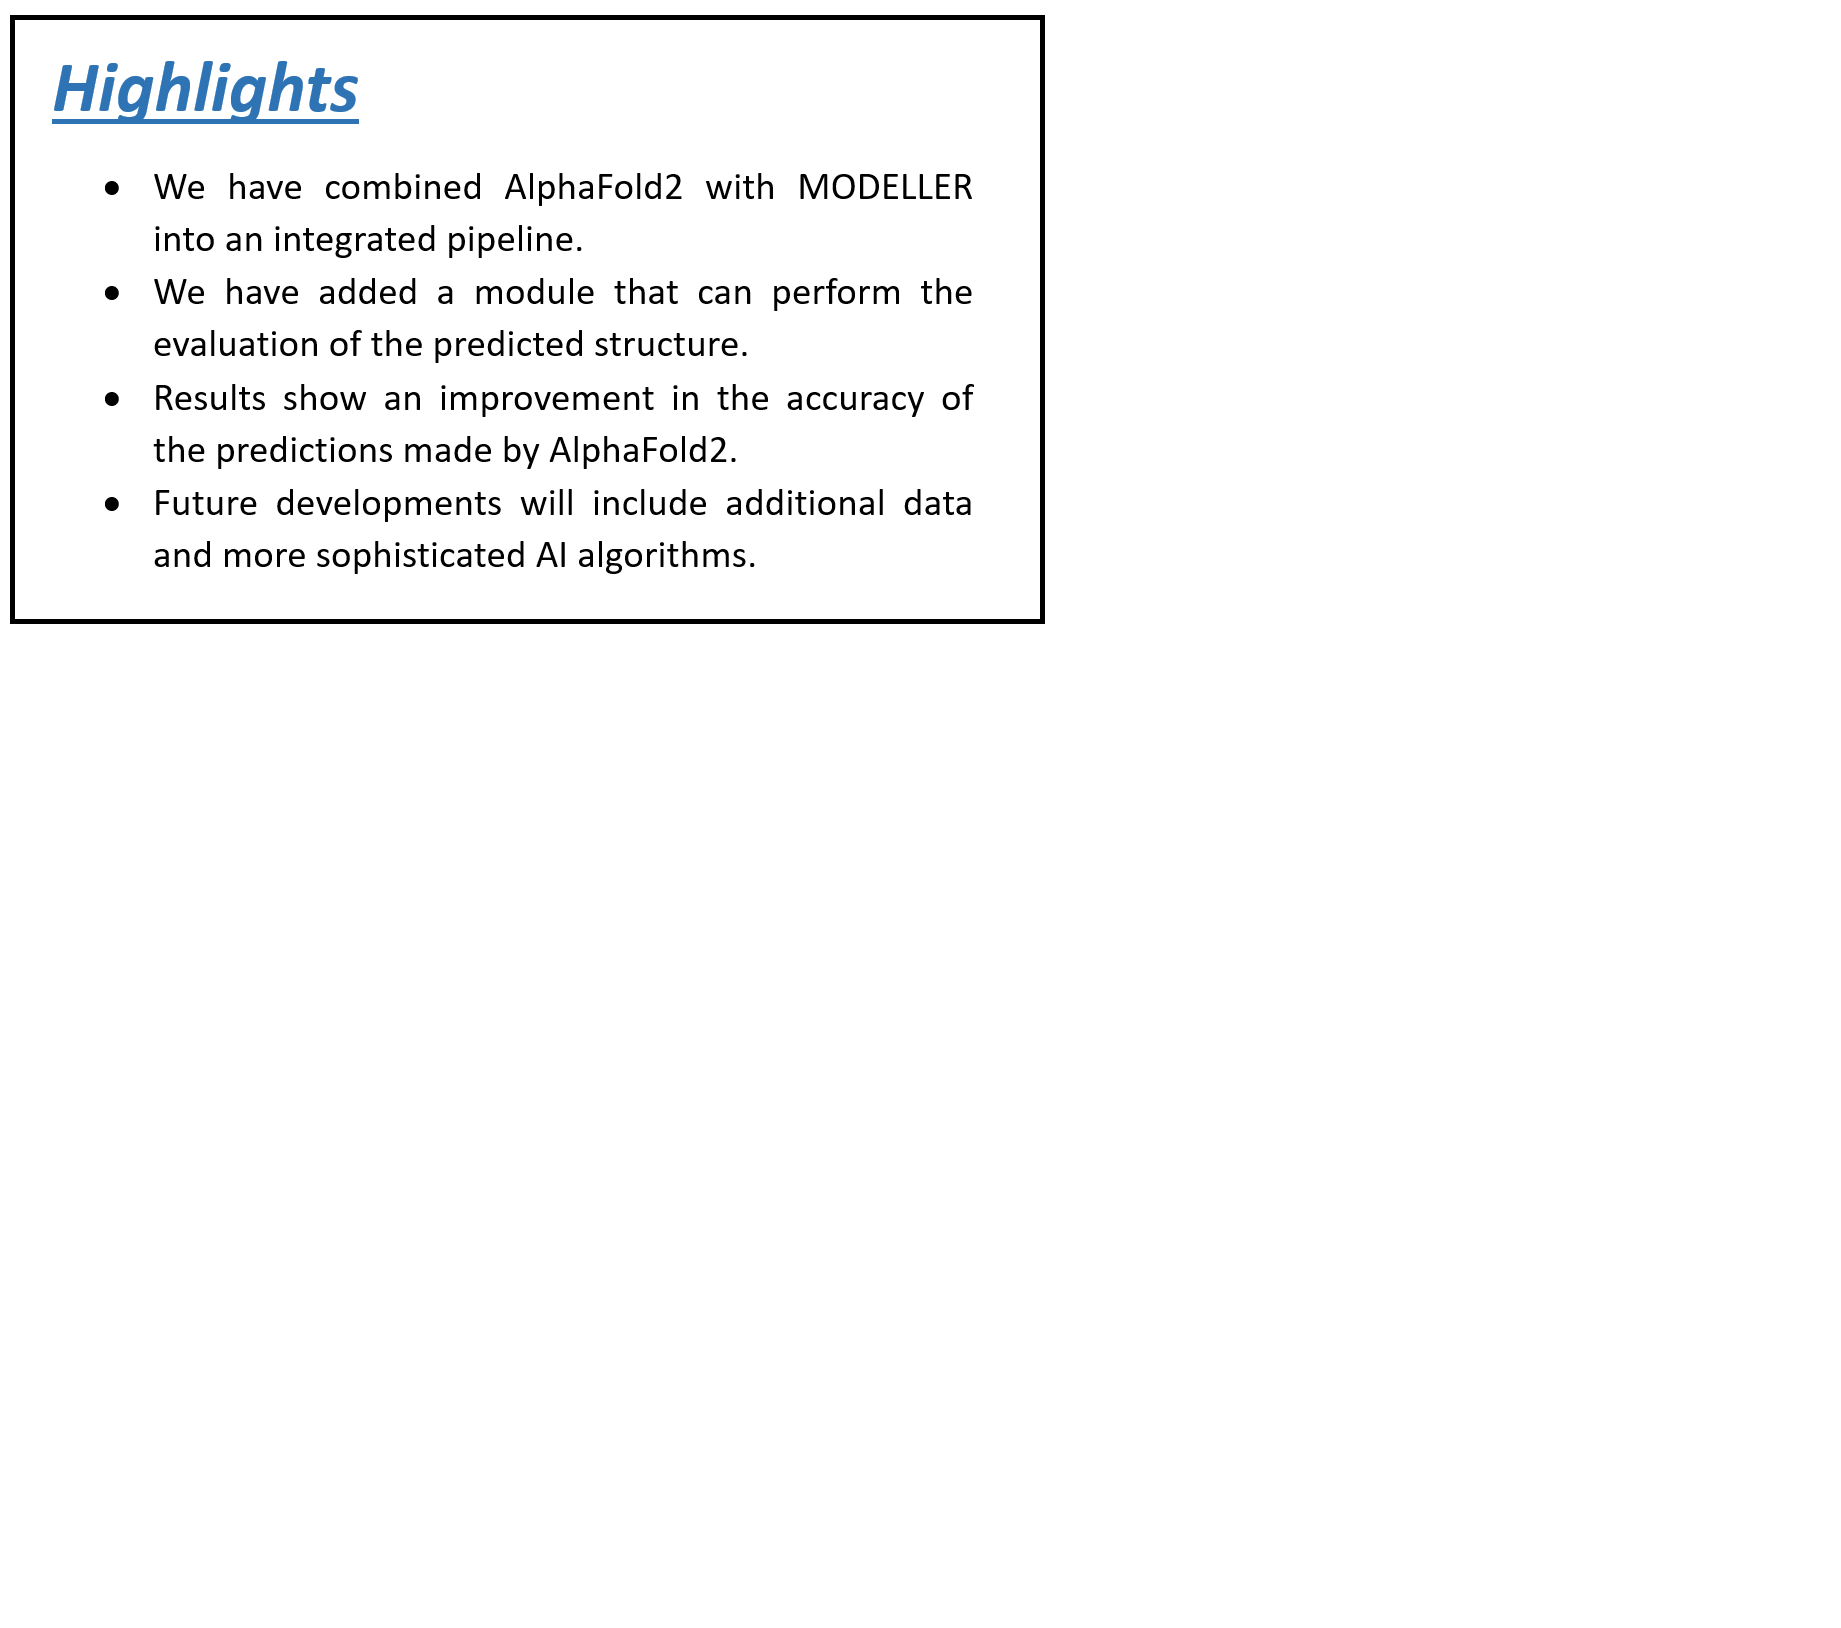 Highlights
• We have combined AlphaFold2 with MODELLER
into an integrated pipeline.
• We have added a module that can perform the
evaluation of the predicted structure.
• Results show an improvement in the accuracy of
the predictions made by AlphaFold2.
• Future developments will include additional data
and more sophisticated AI algorithms.